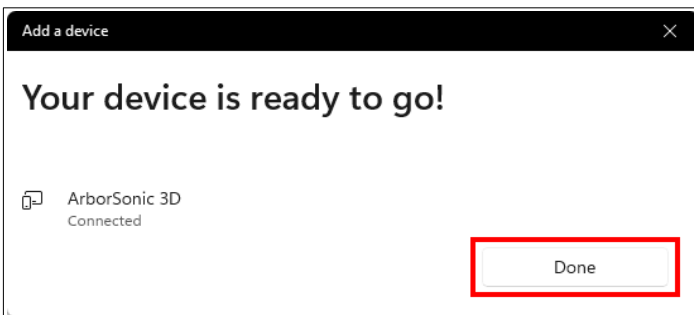 Add a device
Your device is ready to go!
ArborSonic 3D
Connected
Done